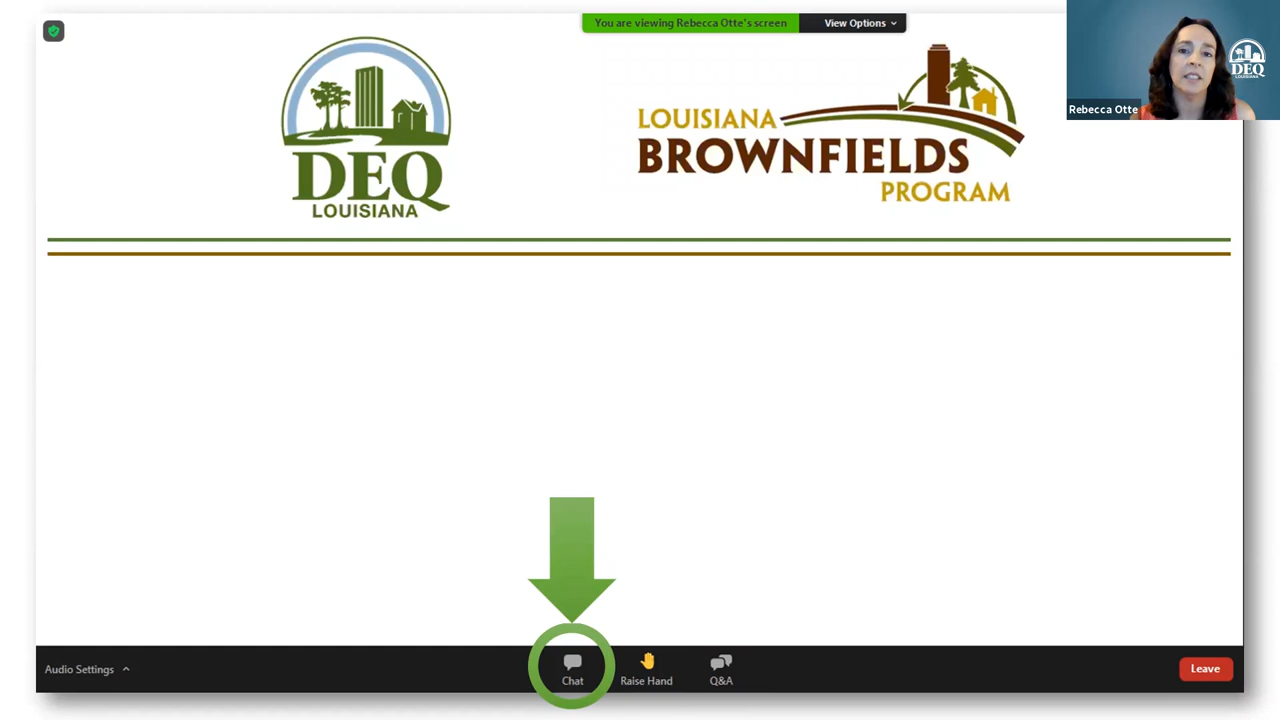 You are viewing Rebecca Otte's screen
View Options
DEQ
LOUISIANA
LOUISIANA
BROWNFIELDS
PROGRAM
DEQ
LOUISIANA
Rebecca Otte
Audio Settings
Chat
Raise Hand
Q&A
Leave